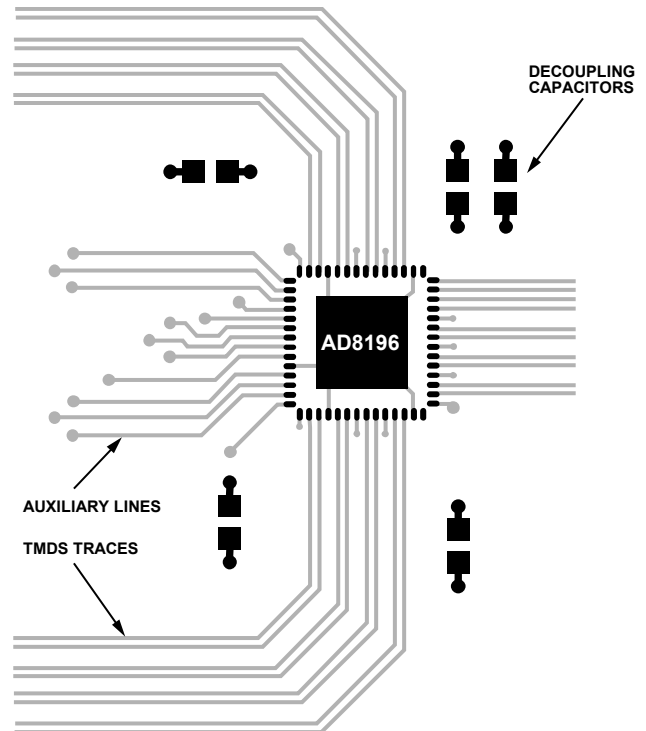 DECOUPLING
CAPACITORS
AD8196
AUXILIARY LINES
TMDS TRACES